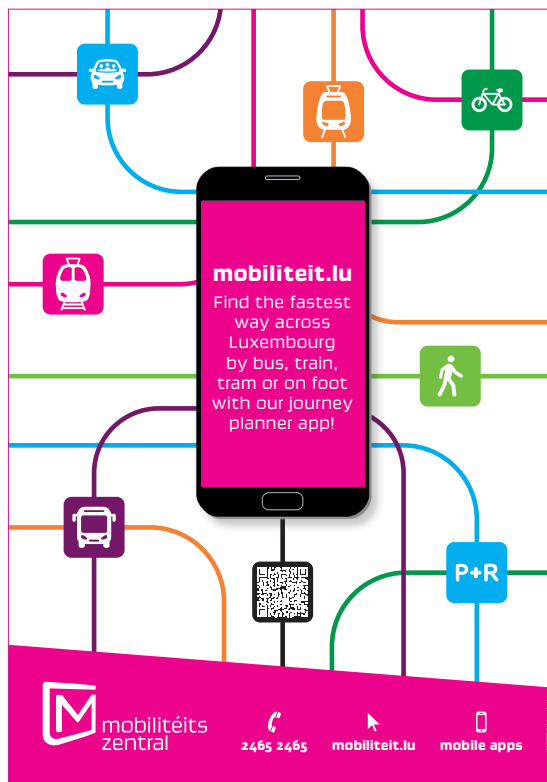 mobiliteit.lu
Find the fastest
way across
Luxembourg
by bus, train,
tram or on foot
with our journey
planner app!
P+R
mobilitéits
zentral
2465 2465
mobiliteit.lu
mobile apps